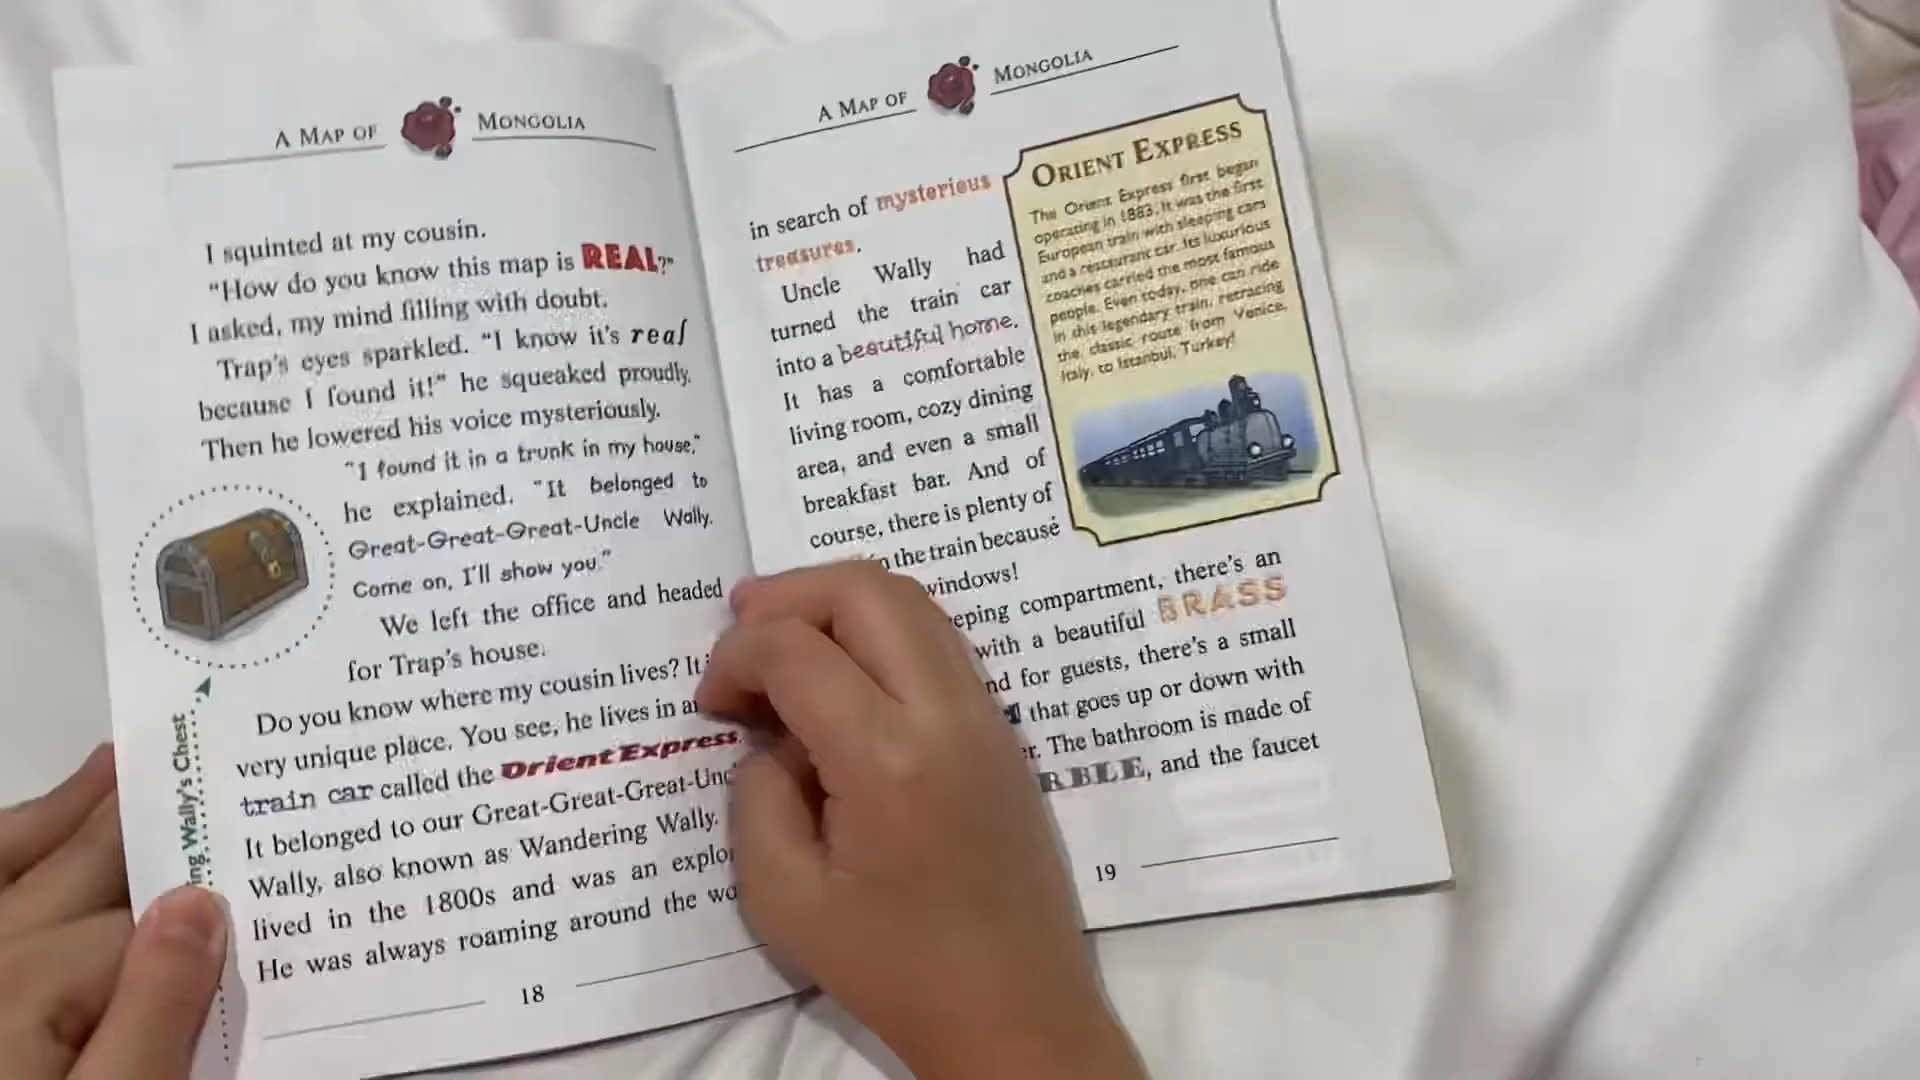 A MAP OF MONGOLIA
I squinted at my cousin.
"How do you know this map is REAL?"
I asked, my mind filling with doubt.
Trap's eyes sparkled. "I know it's real
because I found it!" he squeaked proudly.
Then he lowered his voice mysteriously.
"I found it in a trunk in my house,"
he explained. "It belonged to
Great-Great-Great-Uncle Wally.
Come on, I'll show you."
We left the office and headed
for Trap's house.
Do you know where my cousin lives? It
very unique place. You see, he lives in
train car called the Orient Express.
It belonged to our Great-Great-Great-Unc
Wally, also known as Wandering Wally.
lived in the 1800s and was an explo
He was always roaming around the wo
ing Wally's Chest
18
A MAP OF MONGOLIA
in search of mysterious
treasures.
Uncle Wally had
turned the train car
into a beautiful home.
It has a comfortable
living room, cozy dining
area, and even a small
breakfast bar. And of
course, there is plenty of
the train because
windows!
eping compartment, there's an
with a beautiful BRASS
nd for guests, there's a small
that goes up or down with
er. The bathroom is made of
RBLE, and the faucet
ORIENT EXPRESS
The Orient Express first began
operating in 1883. It was the first
European train with sleeping cars
and a restaurant car. Its luxurious
coaches carried the most famous
people. Even today, one can ride
in this legendary train, retracing
the classic route from Venice,
Italy, to Istanbul, Turkey!
19